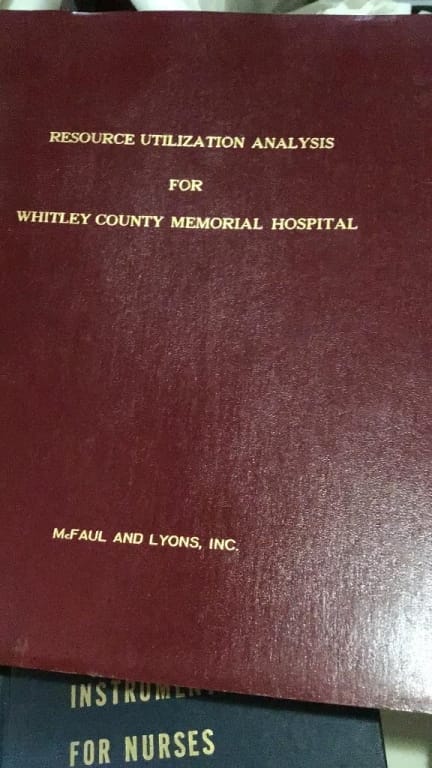 RESOURCE UTILIZATION ANALYSIS
FOR
WHITLEY COUNTY MEMORIAL HOSPITAL
McFAUL AND LYONS, INC.
FOR NURSES